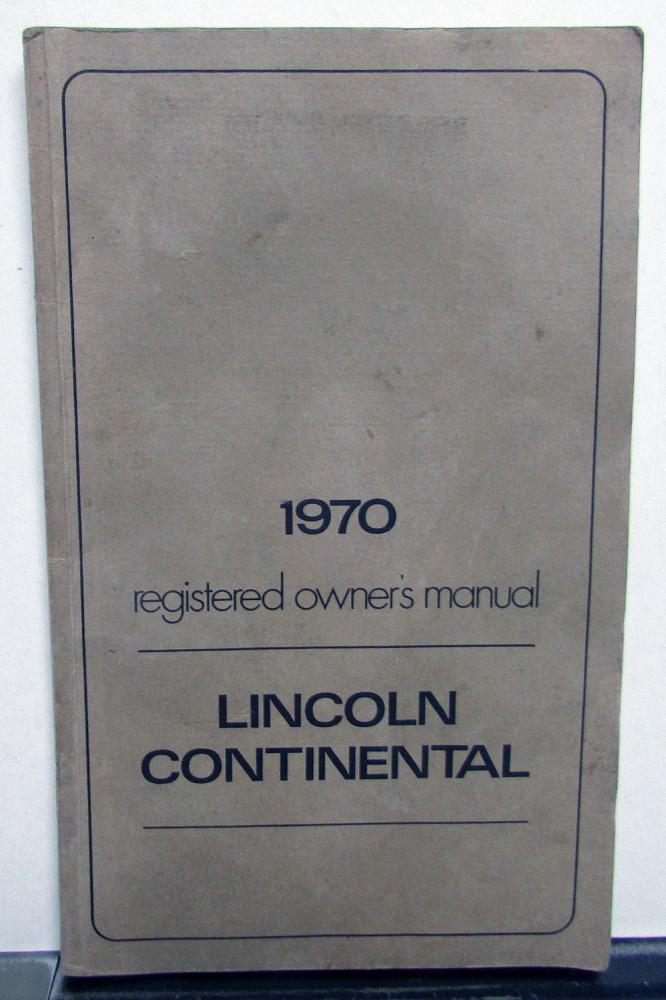 1970
registered owner's manual
LINCOLN
CONTINENTAL